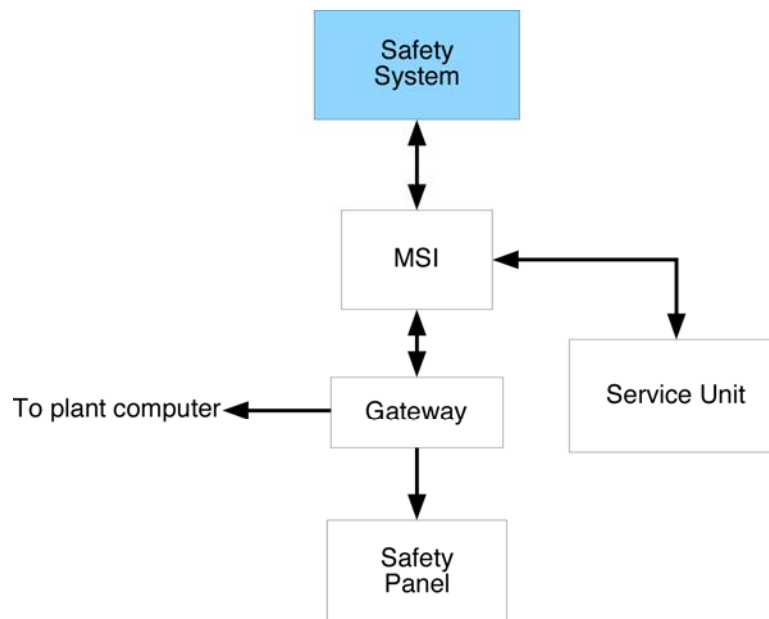 Safety
System
MSI
Service Unit
To plant computer
Gateway
Safety
Panel